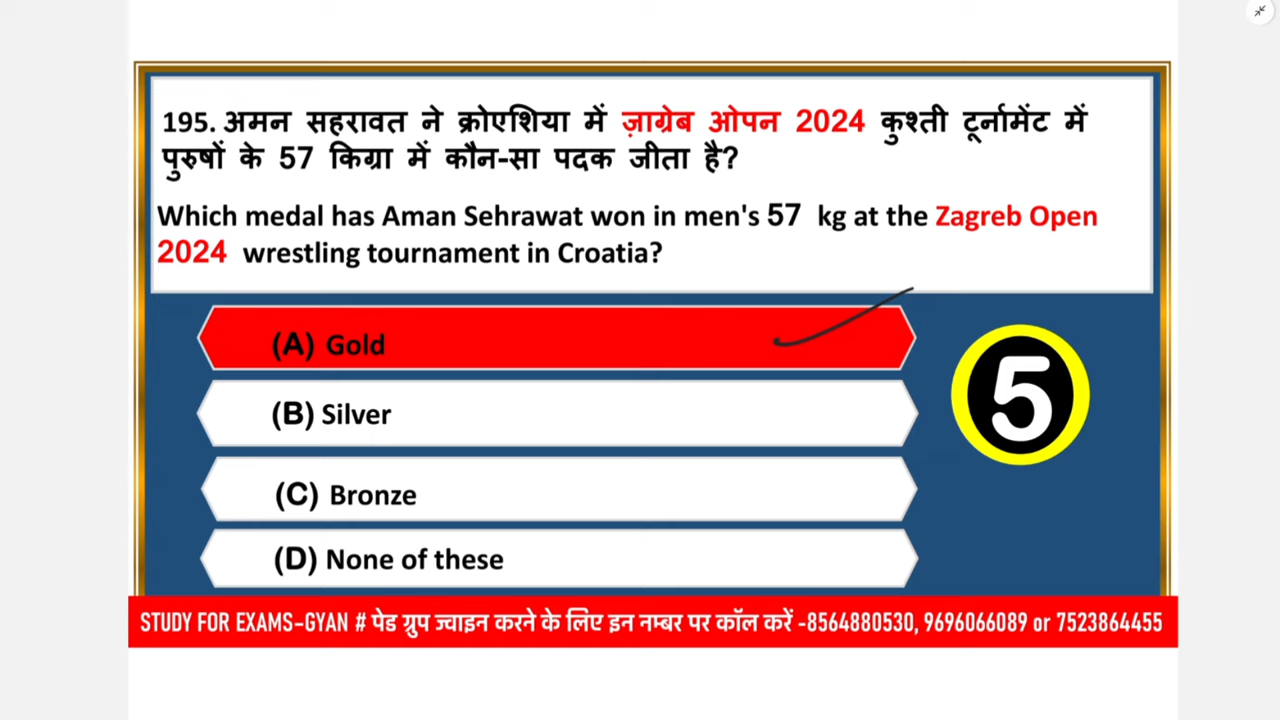 195. अमन सहरावत ने क्रोएशिया में ज़ाग्रेब ओपन 2024 कुश्ती टूर्नामेंट में
पुरुषों के 57 किग्रा में कौन-सा पदक जीता है?
Which medal has Aman Sehrawat won in men's 57 kg at the Zagreb Open
2024 wrestling tournament in Croatia?
(A) Gold
(B) Silver
5
(C) Bronze
(D) None of these
STUDY FOR EXAMS-GYAN # पेड ग्रुप ज्वाइन करने के लिए इन नम्बर पर कॉल करें -8564880530, 9696066089 or 7523864455